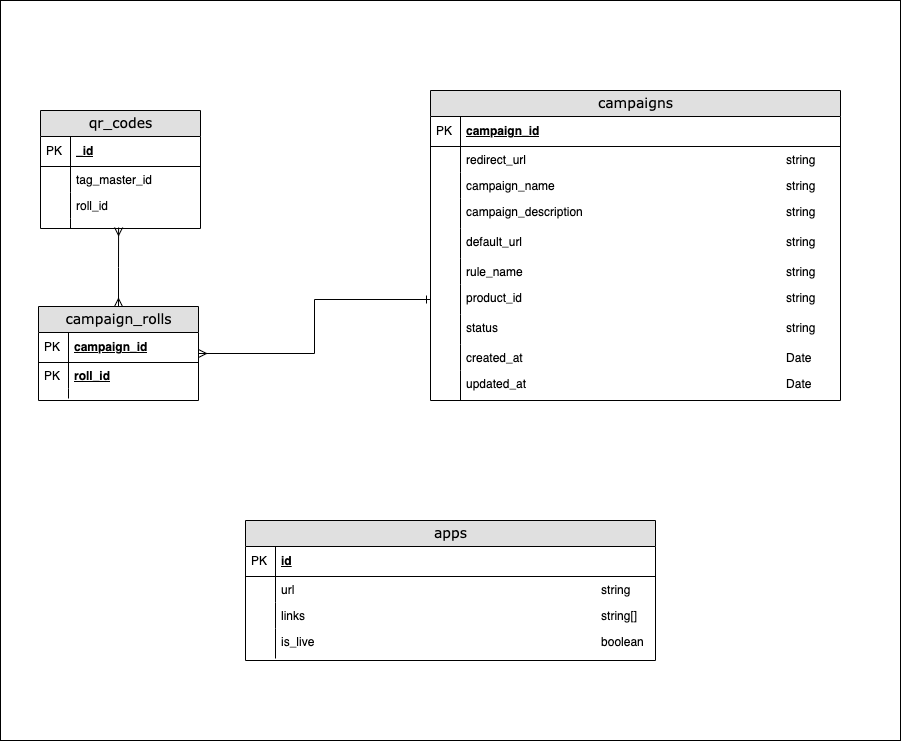 qr_codes
PK _id
tag_master_id
roll_id
campaigns
PK campaign_id
redirect_url string
campaign_name string
campaign_description string
default_url string
rule_name string
product_id string
status string
created_at Date
updated_at Date
campaign_rolls
PK campaign_id
PK roll_id
apps
PK id
url string
links string[]
is_live boolean